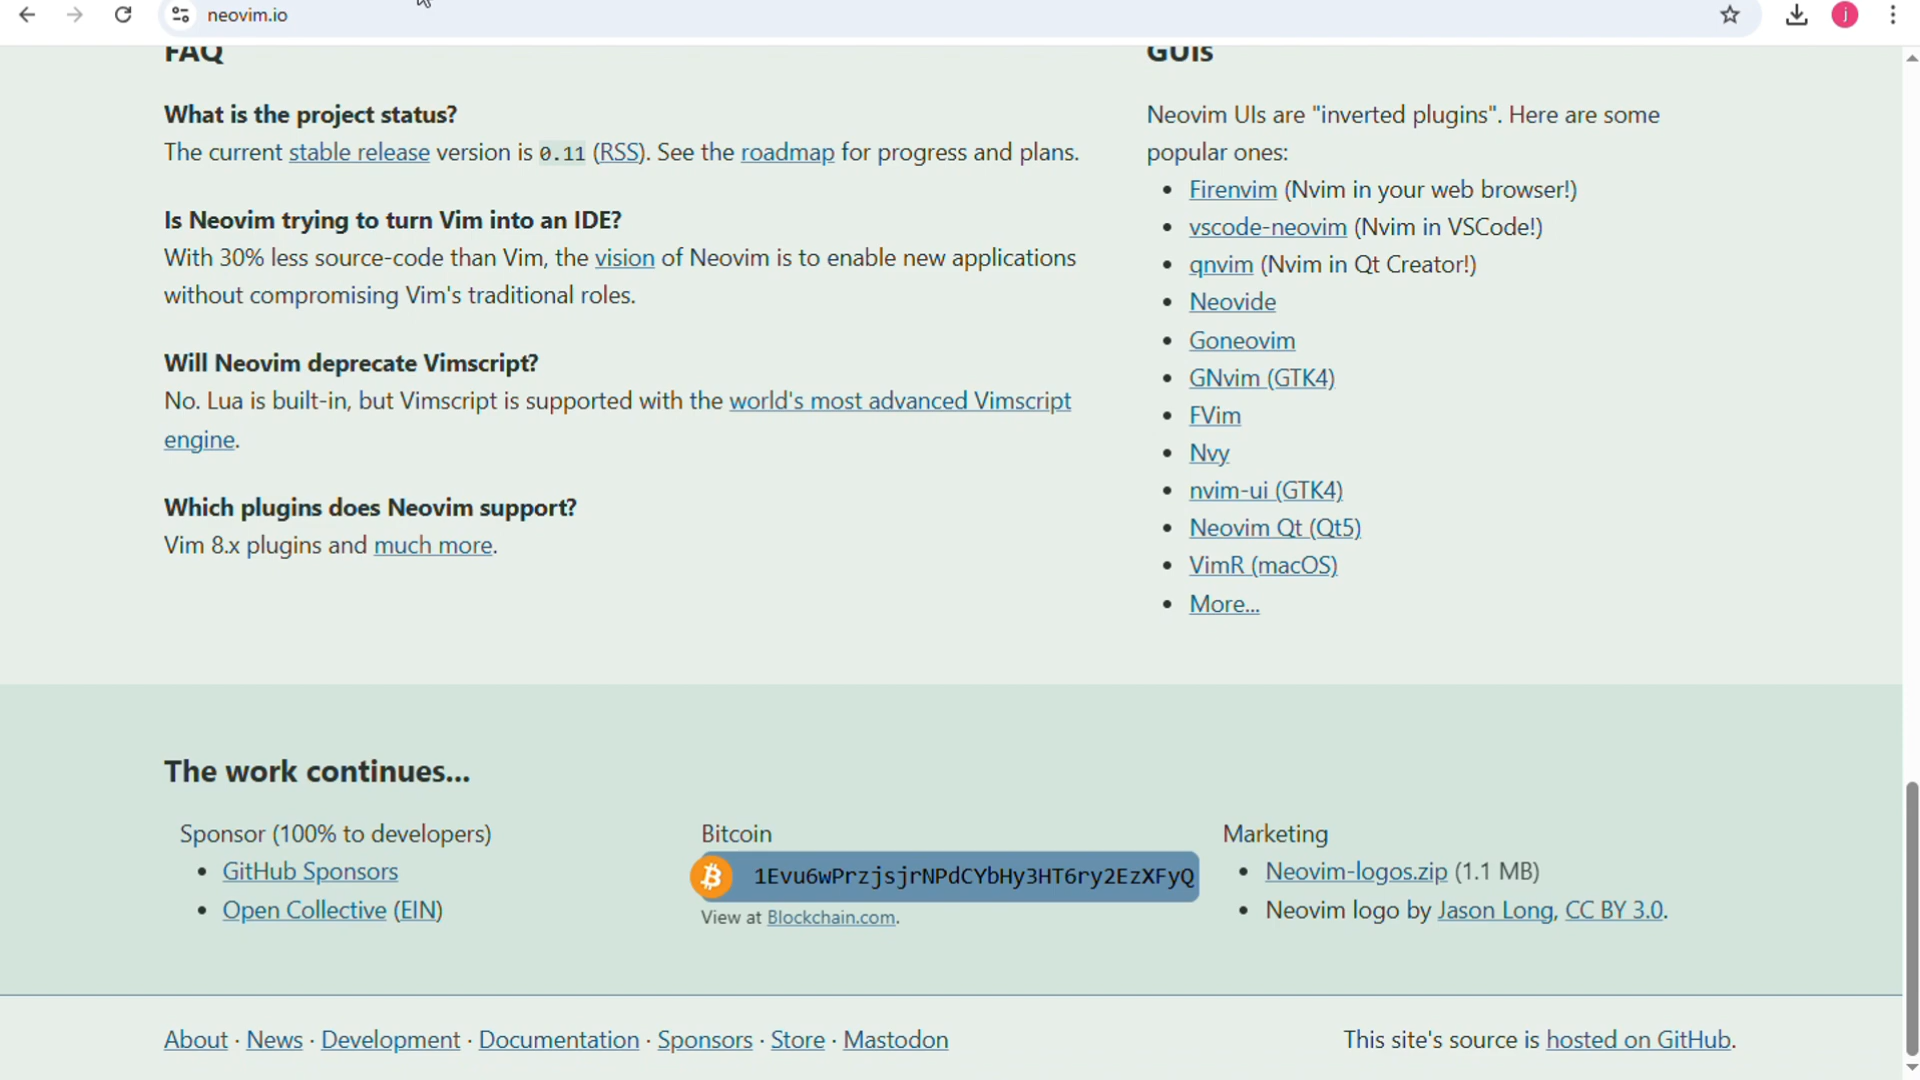 neovim.io
j
FAQ
What is the project status?
The current stable release version is 0.11 (RSS). See the roadmap for progress and plans.
Is Neovim trying to turn Vim into an IDE?
With 30% less source-code than Vim, the vision of Neovim is to enable new applications
without compromising Vim's traditional roles.
Will Neovim deprecate Vimscript?
No. Lua is built-in, but Vimscript is supported with the world's most advanced Vimscript
engine.
Which plugins does Neovim support?
Vim 8.x plugins and much more.
GUIs
Neovim UIs are "inverted plugins". Here are some
popular ones:
• Firenvim (Nvim in your web browser!)
• vscode-neovim (Nvim in VSCode!)
• qnvim (Nvim in Qt Creator!)
• Neovide
• Goneovim
• GNvim (GTK4)
• FVim
• Nvy
• nvim-ui (GTK4)
• Neovim Qt (Qt5)
• VimR (macOS)
• More...
The work continues...
Sponsor (100% to developers)
• GitHub Sponsors
• Open Collective (EIN)
Bitcoin
1Evu6wPrzjsjrNPdCYbHy3HT6ry2EzXFyQ
View at Blockchain.com.
Marketing
• Neovim-logos.zip (1.1 MB)
• Neovim logo by Jason Long, CC BY 3.0.
About · News · Development · Documentation · Sponsors · Store · Mastodon
This site's source is hosted on GitHub.